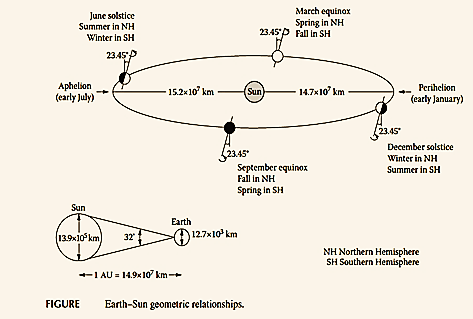 June solstice
Summer in NH
Winter in SH
23.45°
March equinox
Spring in NH
Fall in SH
23.45°
Aphelion
(early July)
15.2×10⁷ km
Sun
14.7×10⁷ km
Perihelion
(early January)
23.45°
23.45°
December solstice
Winter in NH
Summer in SH
September equinox
Fall in NH
Spring in SH
Sun
13.9×10⁵ km
32'
Earth
12.7×10³ km
1 AU = 14.9×10⁷ km
NH Northern Hemisphere
SH Southern Hemisphere
FIGURE Earth–Sun geometric relationships.